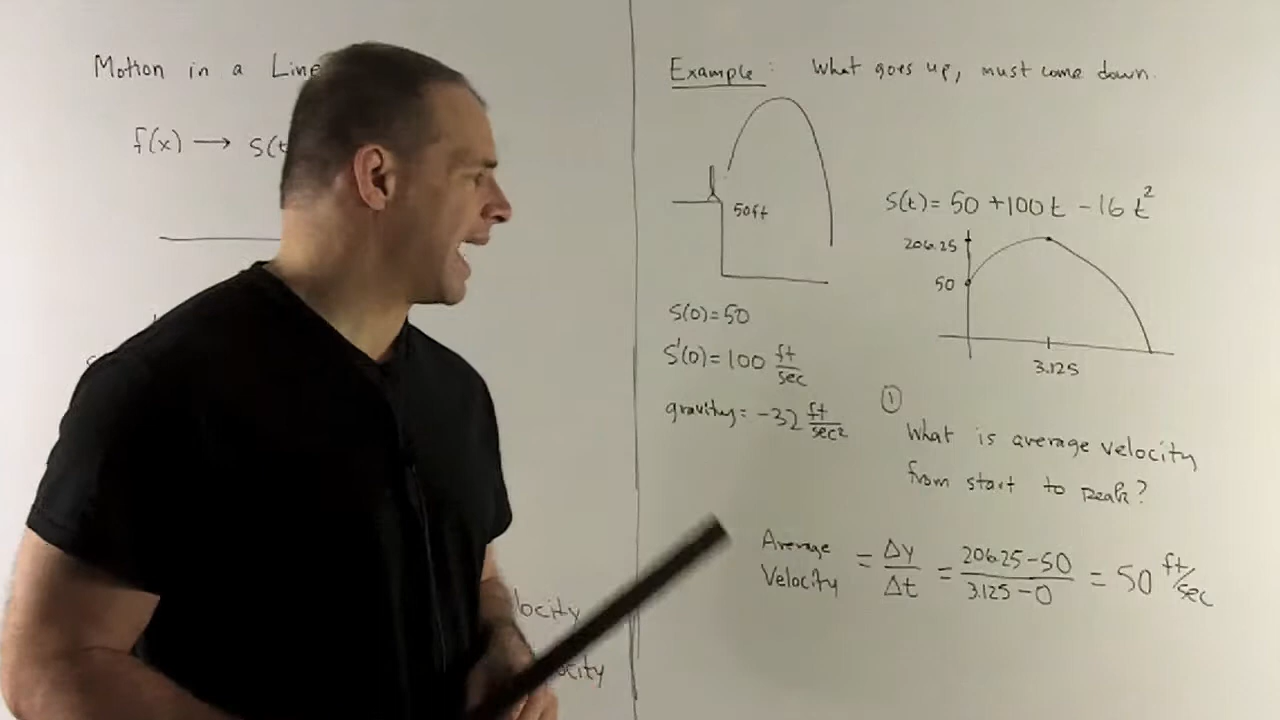 Motion in a Line
f(x) → s(t
locity
ocity
Example: What goes up, must come down.
50ft
s(t) = 50 + 100t - 16t²
206.25
50
3.125
s(0) = 50
s'(0) = 100 ft/sec
gravity = -32 ft/sec²
①
What is average velocity
from start to peak?
Average Velocity = Δy/Δt = (206.25 - 50)/(3.125 - 0) = 50 ft/sec